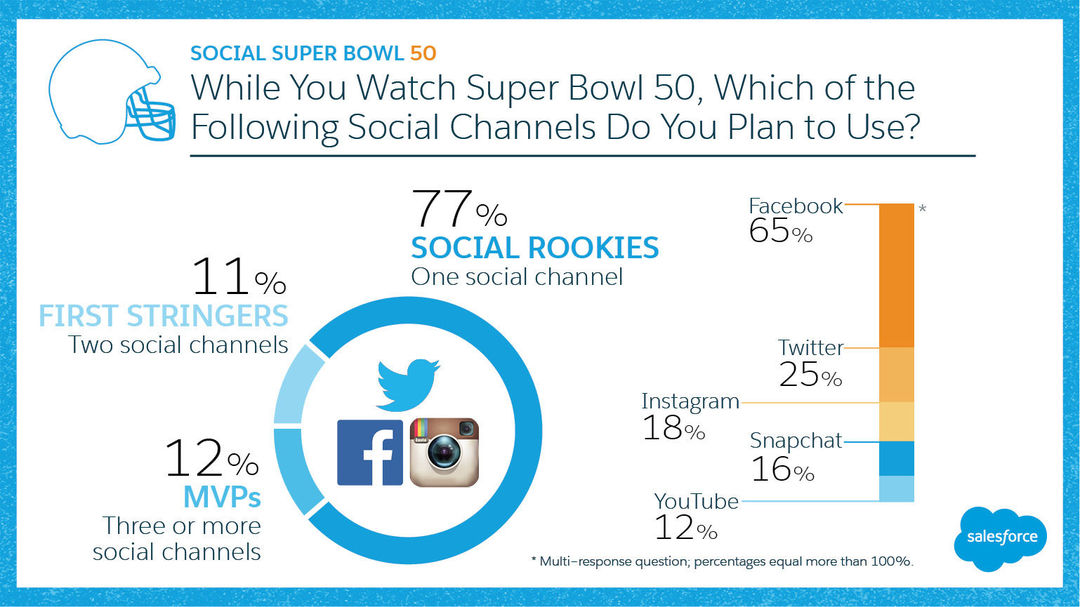 SOCIAL SUPER BOWL 50
While You Watch Super Bowl 50, Which of the
Following Social Channels Do You Plan to Use?
77%
SOCIAL ROOKIES
One social channel
11%
FIRST STRINGERS
Two social channels
12%
MVPs
Three or more
social channels
Facebook
65%
*
Twitter
25%
Instagram
18%
Snapchat
16%
YouTube
12%
* Multi-response question; percentages equal more than 100%.
salesforce